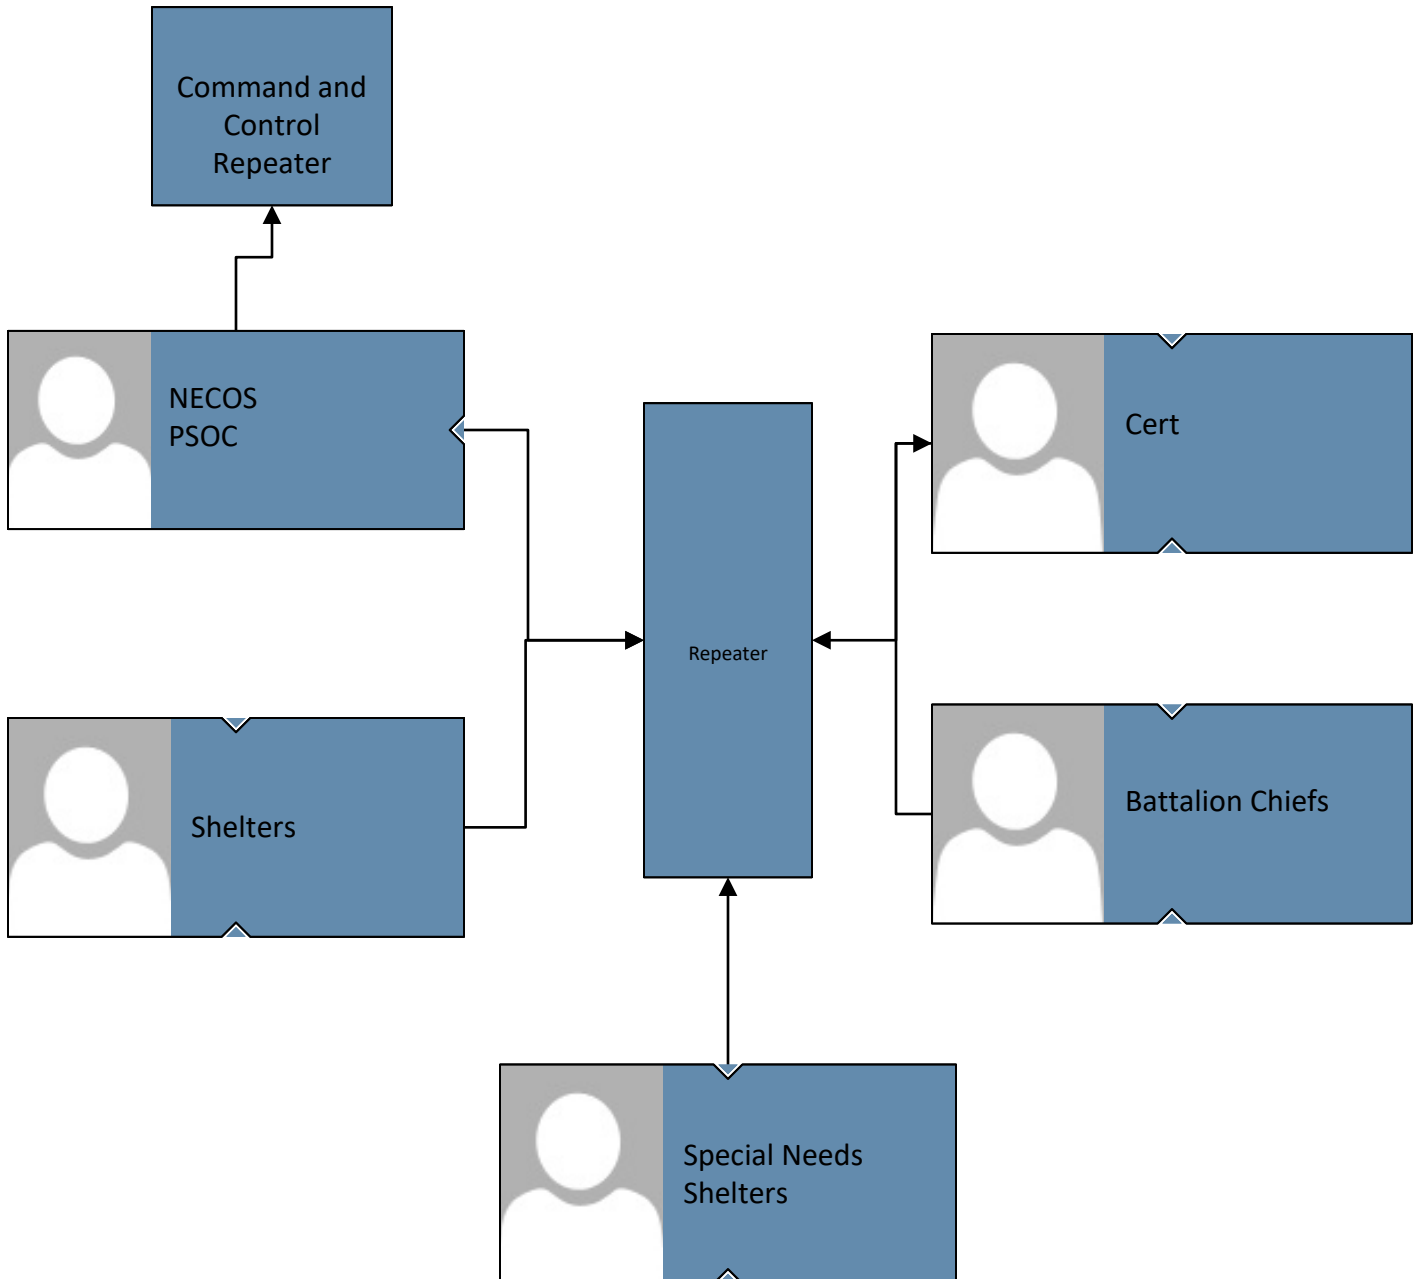 Command and
Control
Repeater
NECOS
PSOC
Cert
Repeater
Shelters
Battalion Chiefs
Special Needs
Shelters